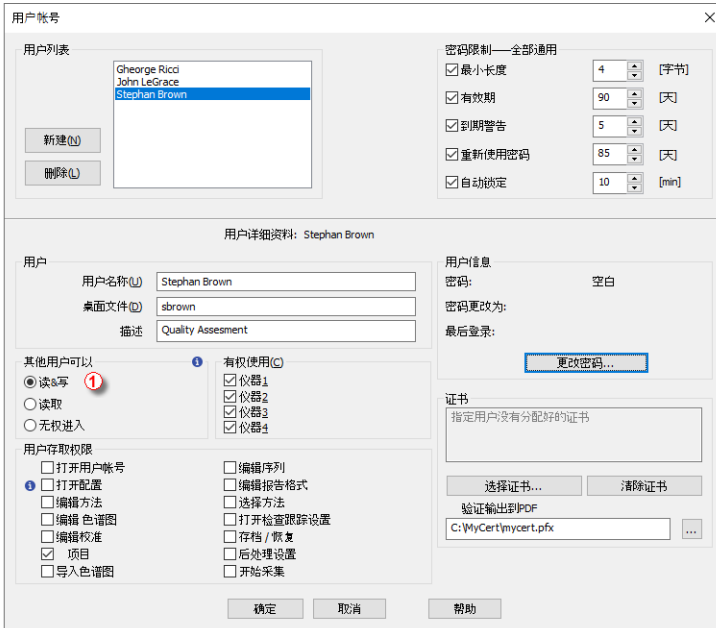 用户帐号
用户列表
Gheorge Ricci
John LeGrace
Stephan Brown
新建(N)
删除(L)
密码限制——全部通用
最小长度 4 [字节]
有效期 90 [天]
到期警告 5 [天]
重新使用密码 85 [天]
自动锁定 10 [min]
用户详细资料: Stephan Brown
用户
用户名称(U) Stephan Brown
桌面文件(D) sbrown
描述 Quality Assesment
用户信息
密码: 空白
密码更改为:
最后登录:
更改密码...
其他用户可以
读&写 1
读取
无权进入
有权使用(C)
仪器1
仪器2
仪器3
仪器4
证书
指定用户没有分配好的证书
选择证书... 清除证书
验证输出到PDF
C:\MyCert\mycert.pfx ...
用户存取权限
打开用户帐号
打开配置
编辑方法
编辑 色谱图
编辑校准
项目
导入色谱图
编辑序列
编辑报告格式
选择方法
打开检查跟踪设置
存档 / 恢复
后处理设置
开始采集
确定 取消 帮助